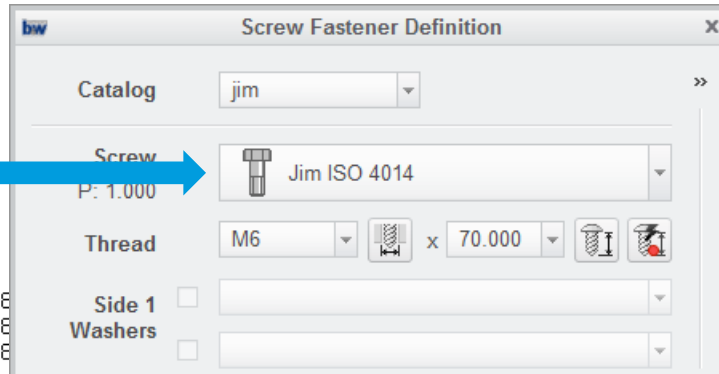 bw Screw Fastener Definition x
Catalog jim »
Screw Jim ISO 4014
P: 1.000
Thread M6 x 70.000
Side 1
Washers